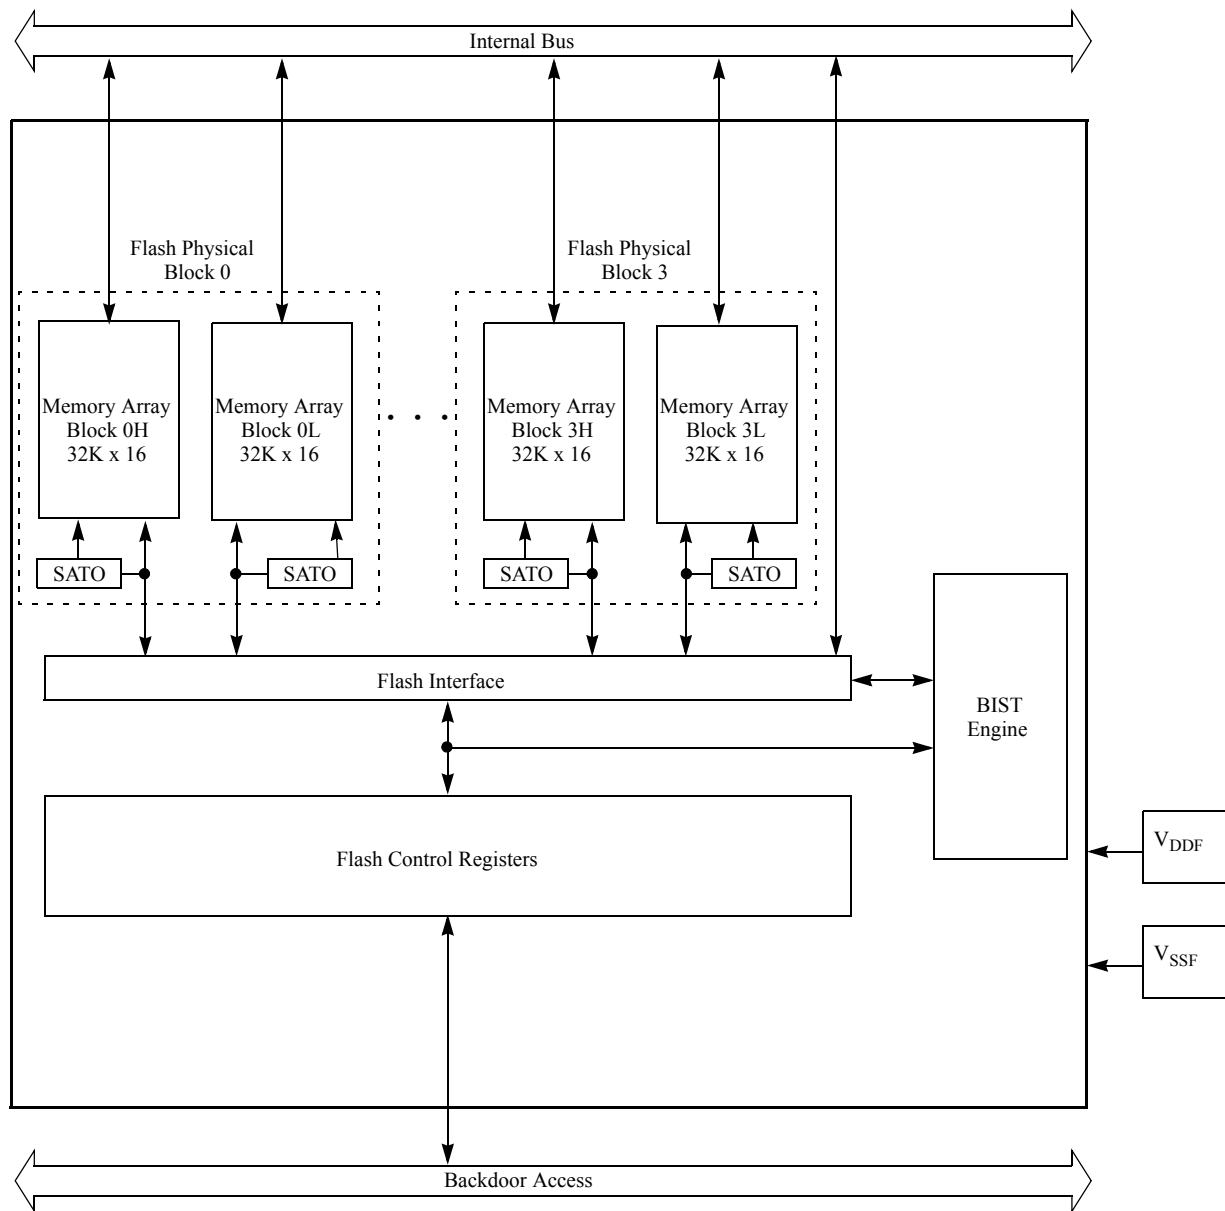 Internal Bus
Flash Physical
Block 0
Flash Physical
Block 3
Memory Array
Block 0H
32K x 16
Memory Array
Block 0L
32K x 16
Memory Array
Block 3H
32K x 16
Memory Array
Block 3L
32K x 16
SATO
SATO
SATO
SATO
Flash Interface
BIST
Engine
Flash Control Registers
VDDF
VSSF
Backdoor Access